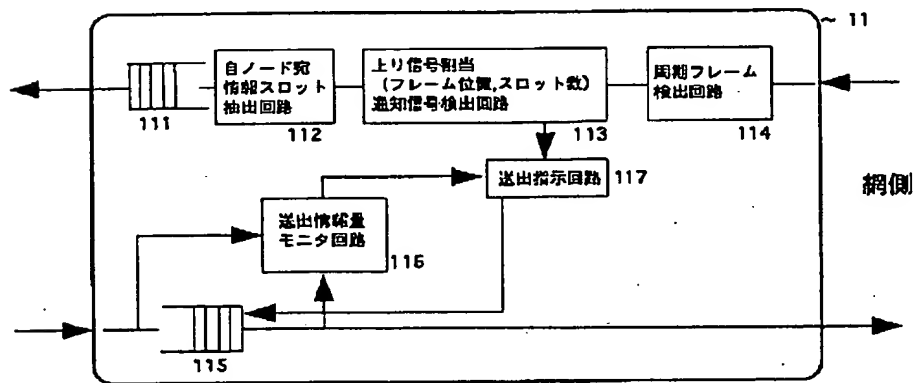 11
自ノード宛
情報スロット
抽出回路
上り信号割当
(フレーム位置,スロット数)
通知信号検出回路
周期フレーム
検出回路
111
112
113
114
送出指示回路
117
網側
送出情報量
モニタ回路
116
115